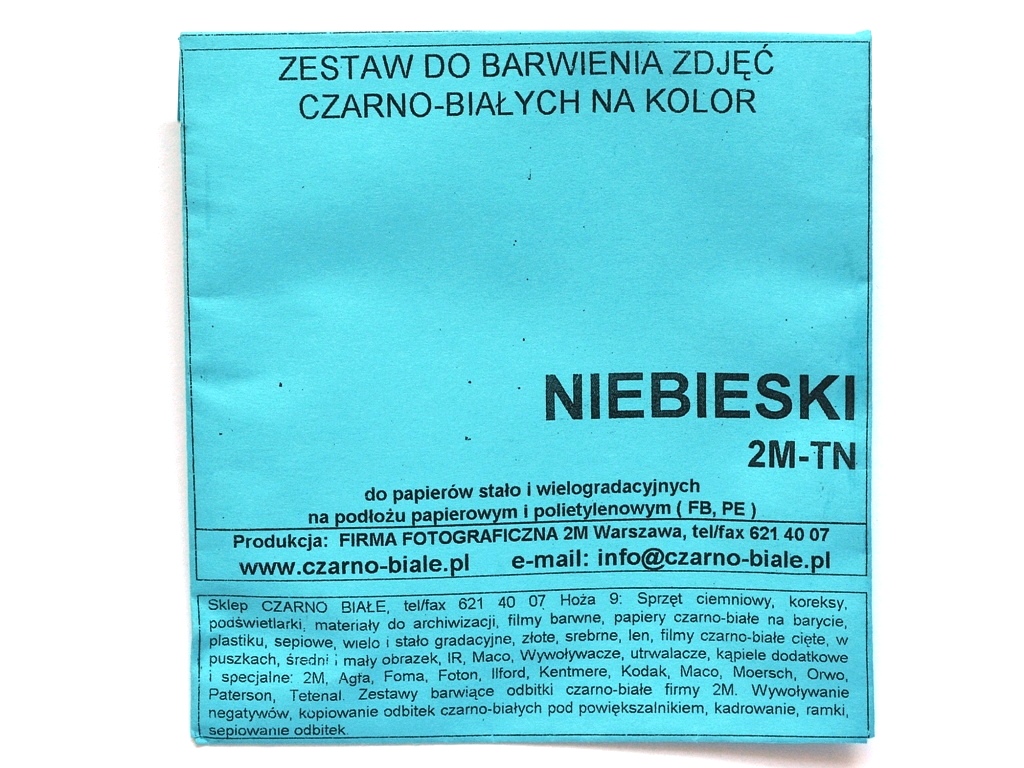 ZESTAW DO BARWIENIA ZDJĘĆ
CZARNO-BIAŁYCH NA KOLOR
NIEBIESKI
2M-TN
do papierów stało i wielogradacyjnych
na podłożu papierowym i polietylenowym ( FB, PE )
Produkcja: FIRMA FOTOGRAFICZNA 2M Warszawa, tel/fax 621 40 07
www.czarno-biale.pl e-mail: info@czarno-biale.pl
Sklep CZARNO BIAŁE, tel/fax 621 40 07 Hoża 9: Sprzęt ciemniowy, koreksy,
podświetlarki, materiały do archiwizacji, filmy barwne, papiery czarno-białe na barycie,
plastiku, sepiowe, wielo i stało gradacyjne, złote, srebrne, len, filmy czarno-białe cięte, w
puszkach, średni i mały obrazek, IR, Maco, Wywoływacze, utrwalacze, kąpiele dodatkowe
i specjalne: 2M, Agfa, Foma, Foton, Ilford, Kentmere, Kodak, Maco, Moersch, Orwo,
Paterson, Tetenal. Zestawy barwiące odbitki czarno-białe firmy 2M. Wywoływanie
negatywów, kopiowanie odbitek czarno-białych pod powiększalnikiem, kadrowanie, ramki,
sepiowanie odbitek.